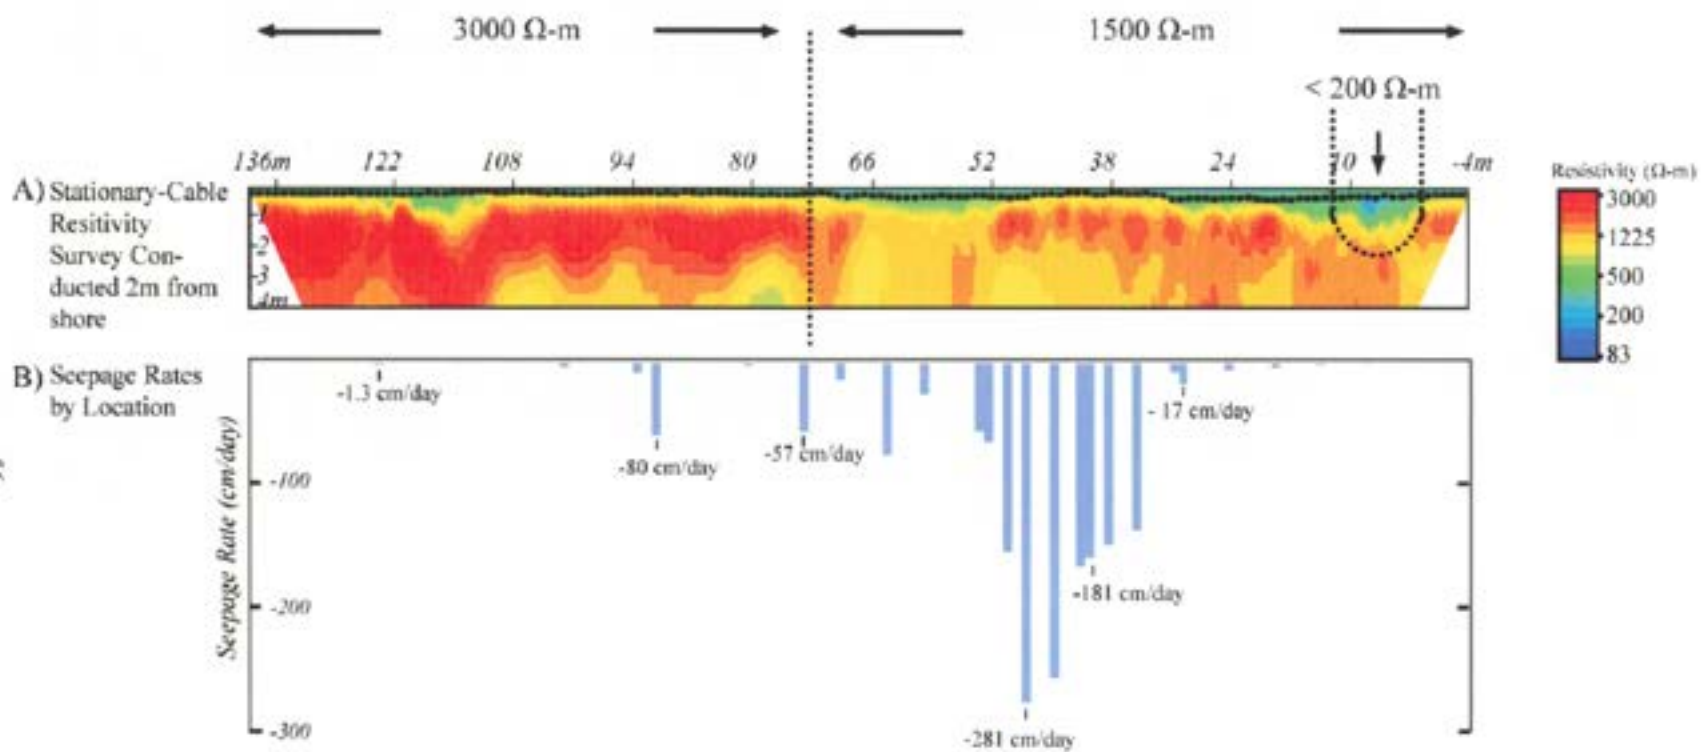 3000 Ω-m 1500 Ω-m
< 200 Ω-m
136m 122 108 94 80 66 52 38 24 10 -4m
A) Stationary-Cable
Resitivity
Survey Con-
ducted 2m from
shore
-1
-2
-3
4m
Resistivity (Ω-m)
3000
1225
500
200
83
B) Seepage Rates
by Location
Seepage Rate (cm/day)
-100
-200
-300
-1.3 cm/day
-80 cm/day
-57 cm/day
-281 cm/day
-181 cm/day
- 17 cm/day